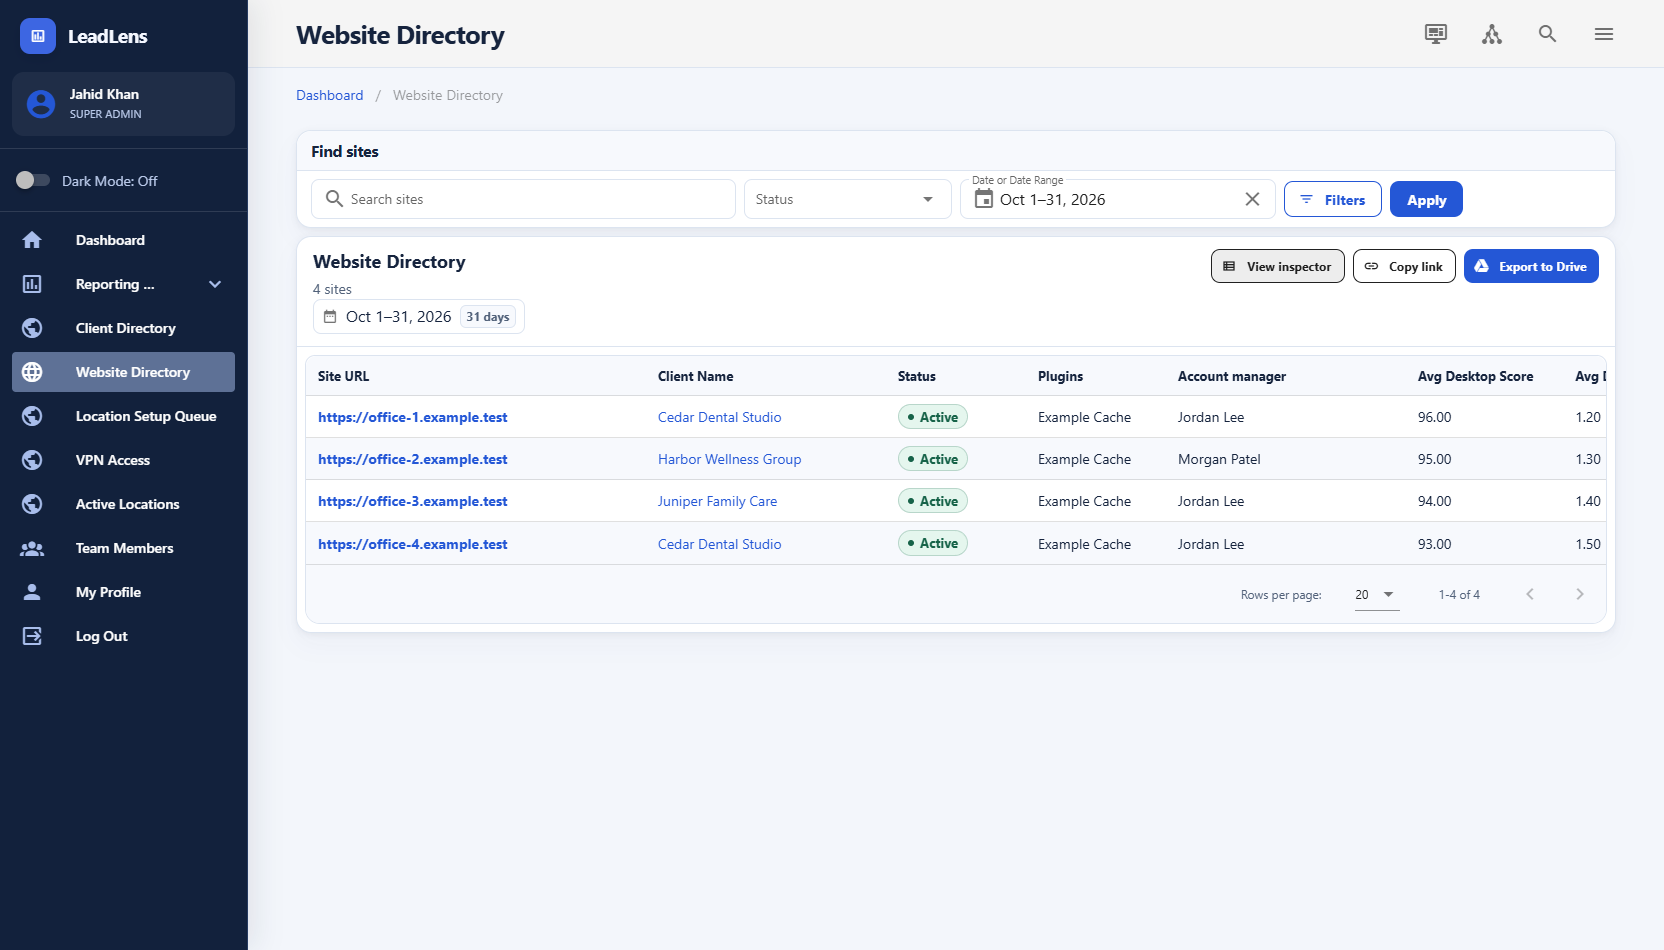 LeadLens
Jahid Khan
SUPER ADMIN
Dark Mode: Off
Dashboard
Reporting ...
Client Directory
Website Directory
Location Setup Queue
VPN Access
Active Locations
Team Members
My Profile
Log Out
Website Directory
Dashboard / Website Directory
Find sites
Search sites
Status
Date or Date Range
Oct 1–31, 2026
Filters
Apply
Website Directory
4 sites
Oct 1–31, 2026 31 days
View inspector
Copy link
Export to Drive
Site URL Client Name Status Plugins Account manager Avg Desktop Score Avg
https://office-1.example.test Cedar Dental Studio Active Example Cache Jordan Lee 96.00 1.20
https://office-2.example.test Harbor Wellness Group Active Example Cache Morgan Patel 95.00 1.30
https://office-3.example.test Juniper Family Care Active Example Cache Jordan Lee 94.00 1.40
https://office-4.example.test Cedar Dental Studio Active Example Cache Jordan Lee 93.00 1.50
Rows per page: 20 1-4 of 4